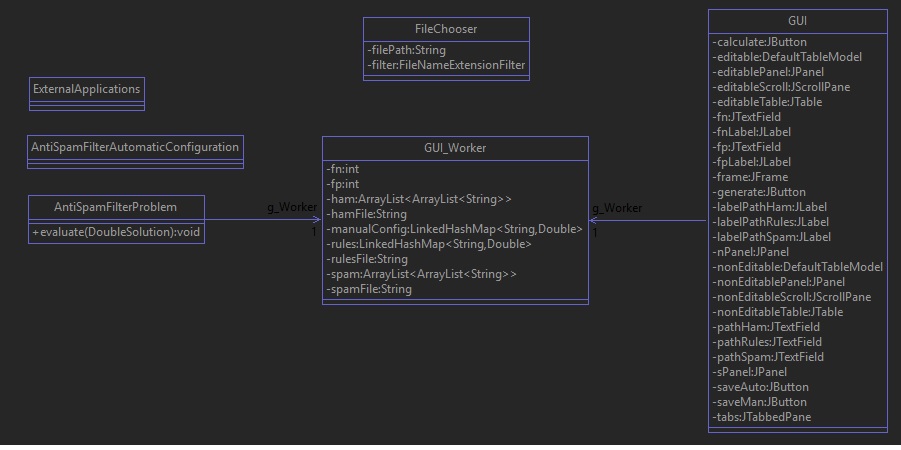 FileChooser
-filePath:String
-filter:FileNameExtensionFilter
ExternalApplications
AntiSpamFilterAutomaticConfiguration
AntiSpamFilterProblem
+evaluate(DoubleSolution):void
g_Worker
1
GUI_Worker
-fn:int
-fp:int
-ham:ArrayList<ArrayList<String>>
-hamFile:String
-manualConfig:LinkedHashMap<String,Double>
-rules:LinkedHashMap<String,Double>
-rulesFile:String
-spam:ArrayList<ArrayList<String>>
-spamFile:String
g_Worker
1
GUI
-calculate:JButton
-editable:DefaultTableModel
-editablePanel:JPanel
-editableScroll:JScrollPane
-editableTable:JTable
-fn:JTextField
-fnLabel:JLabel
-fp:JTextField
-fpLabel:JLabel
-frame:JFrame
-generate:JButton
-labelPathHam:JLabel
-labelPathRules:JLabel
-labelPathSpam:JLabel
-nPanel:JPanel
-nonEditable:DefaultTableModel
-nonEditablePanel:JPanel
-nonEditableScroll:JScrollPane
-nonEditableTable:JTable
-pathHam:JTextField
-pathRules:JTextField
-pathSpam:JTextField
-sPanel:JPanel
-saveAuto:JButton
-saveMan:JButton
-tabs:JTabbedPane